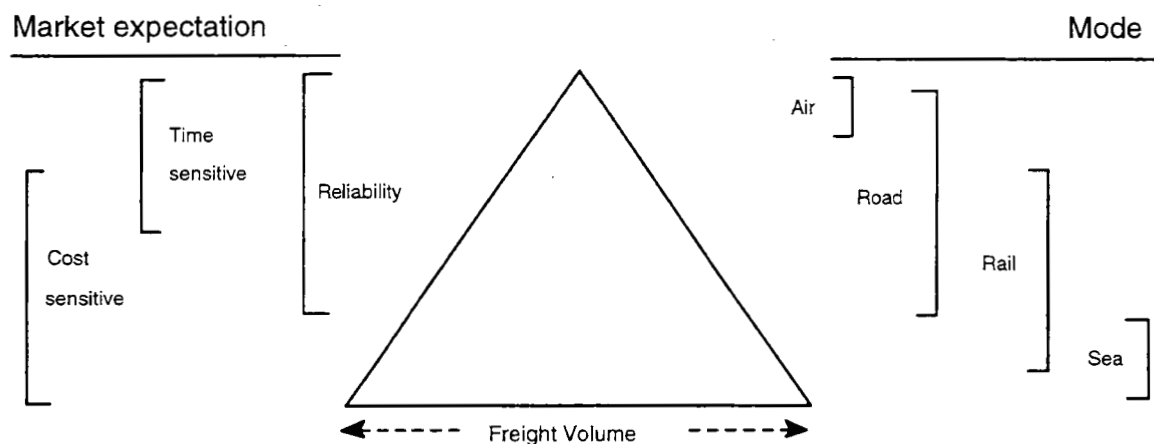 Market expectation
Mode
Time
sensitive
Reliability
Cost
sensitive
Air
Road
Rail
Sea
Freight Volume